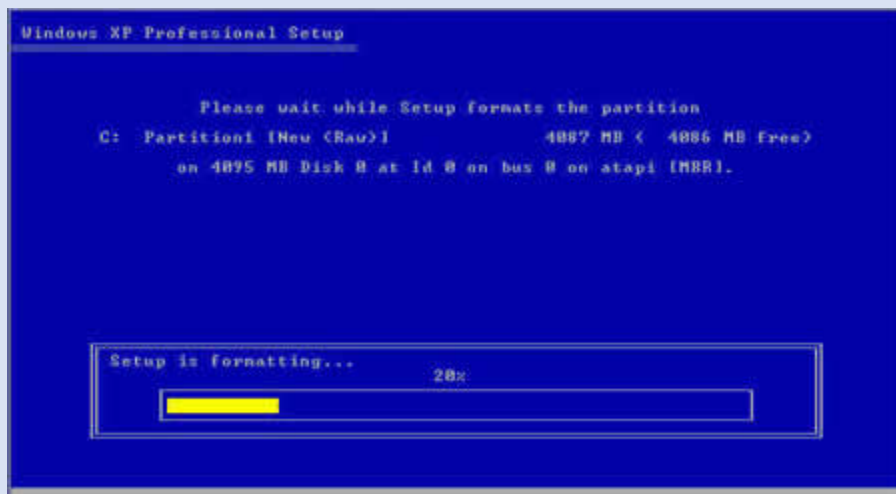 Windows XP Professional Setup
Please wait while Setup formats the partition
C: Partition1 [New (Raw)] 4087 MB ( 4086 MB free)
on 4095 MB Disk 0 at Id 0 on bus 0 on atapi [MBR].
Setup is formatting...
20%